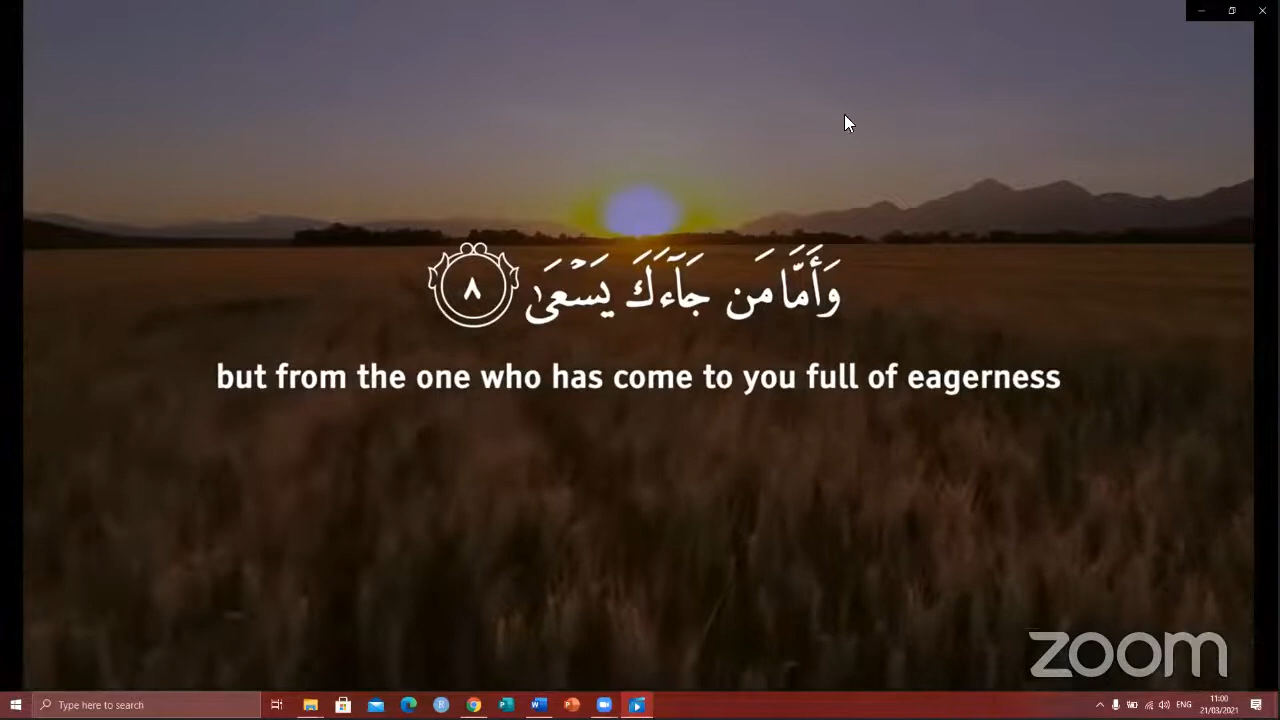 وَأَمَّا مَن جَآءَكَ يَسۡعَىٰ ٨
but from the one who has come to you full of eagerness
zoom
Type here to search
ENG
11:00
21/03/2021